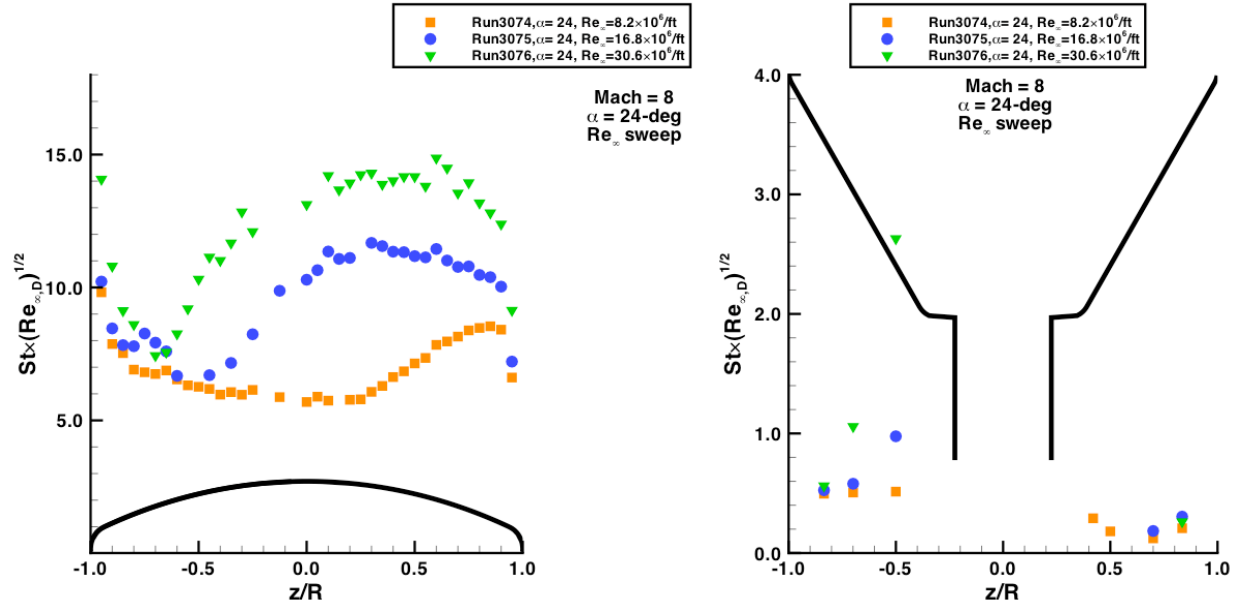 Run3074,α= 24, Re∞=8.2×10⁶/ft
Run3075,α= 24, Re∞=16.8×10⁶/ft
Run3076,α= 24, Re∞=30.6×10⁶/ft
Mach = 8
α = 24-deg
Re∞ sweep
15.0
10.0
5.0
St×(Re∞,D)^1/2
-1.0
-0.5
0.0
0.5
1.0
z/R
Run3074,α= 24, Re∞=8.2×10⁶/ft
Run3075,α= 24, Re∞=16.8×10⁶/ft
Run3076,α= 24, Re∞=30.6×10⁶/ft
Mach = 8
α = 24-deg
Re∞ sweep
4.0
3.0
2.0
1.0
0.0
St×(Re∞,D)^1/2
-1.0
-0.5
0.0
0.5
1.0
z/R